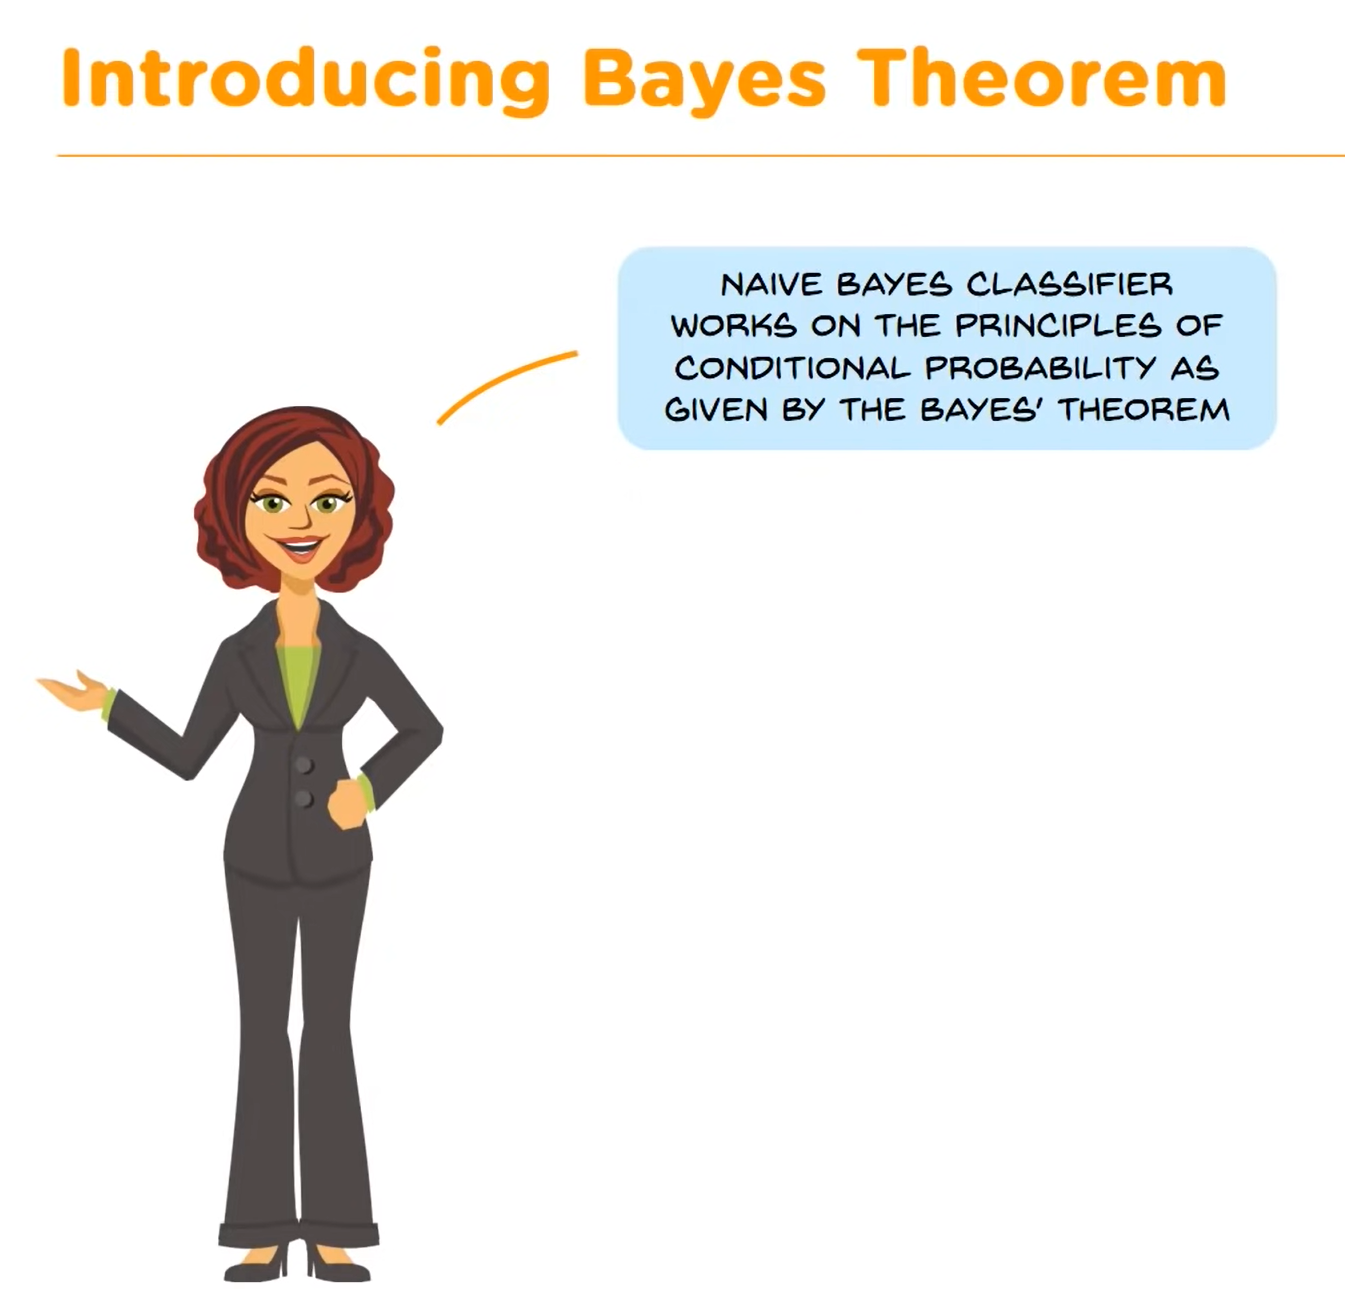 Introducing Bayes Theorem
NAIVE BAYES CLASSIFIER
WORKS ON THE PRINCIPLES OF
CONDITIONAL PROBABILITY AS
GIVEN BY THE BAYES' THEOREM